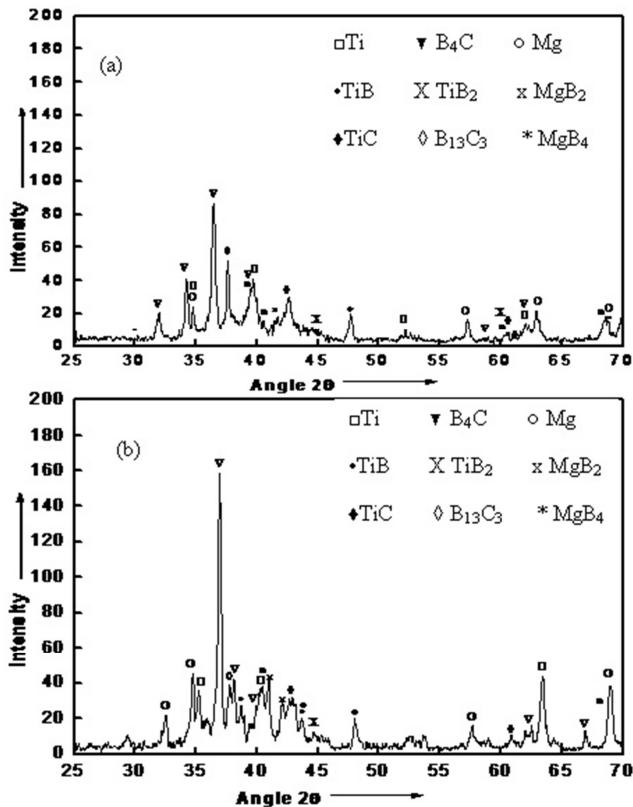 200
180
160
140
120
100
80
60
40
20
0
(a)
□Ti ▼B₄C ○ Mg
•TiB X TiB₂ x MgB₂
♦TiC ◊ B₁₃C₃ * MgB₄
Intensity
25 30 35 40 45 50 55 60 65 70
Angle 2θ
200
180
160
140
120
100
80
60
40
20
0
(b)
□Ti ▼B₄C ○ Mg
•TiB X TiB₂ x MgB₂
♦TiC ◊ B₁₃C₃ * MgB₄
Intensity
25 30 35 40 45 50 55 60 65 70
Angle 2θ